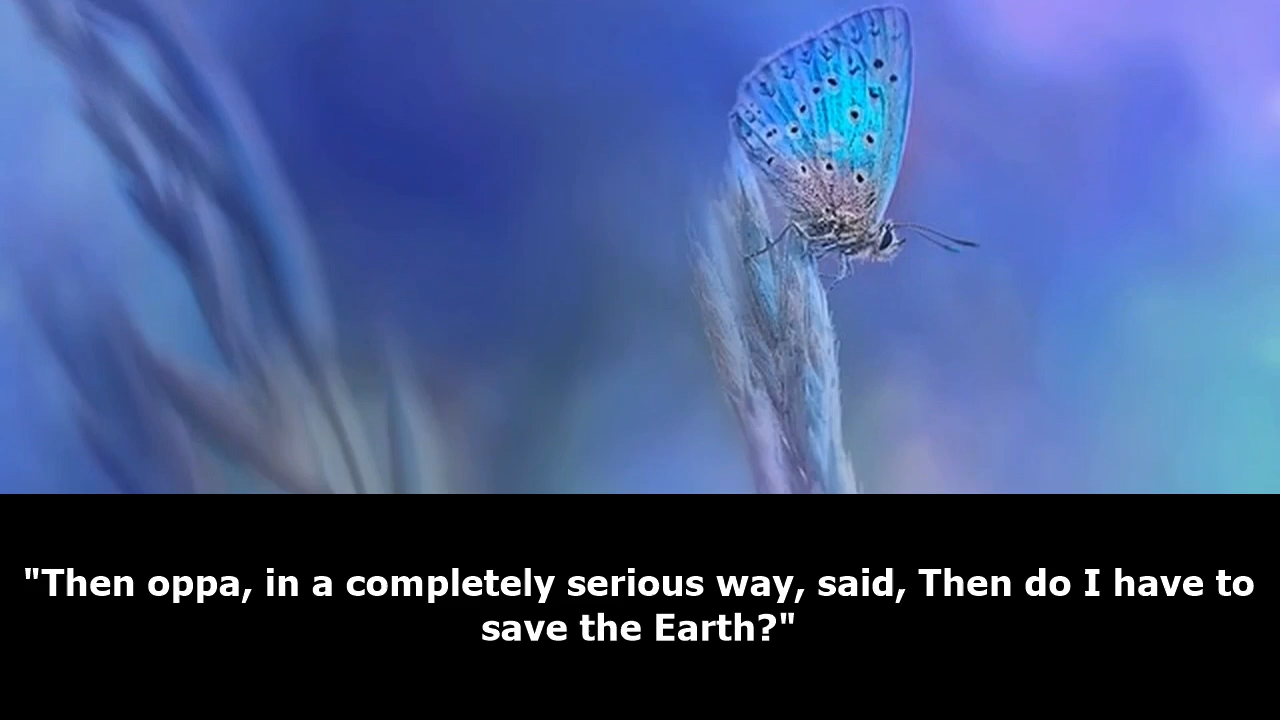 "Then oppa, in a completely serious way, said, Then do I have to
save the Earth?"